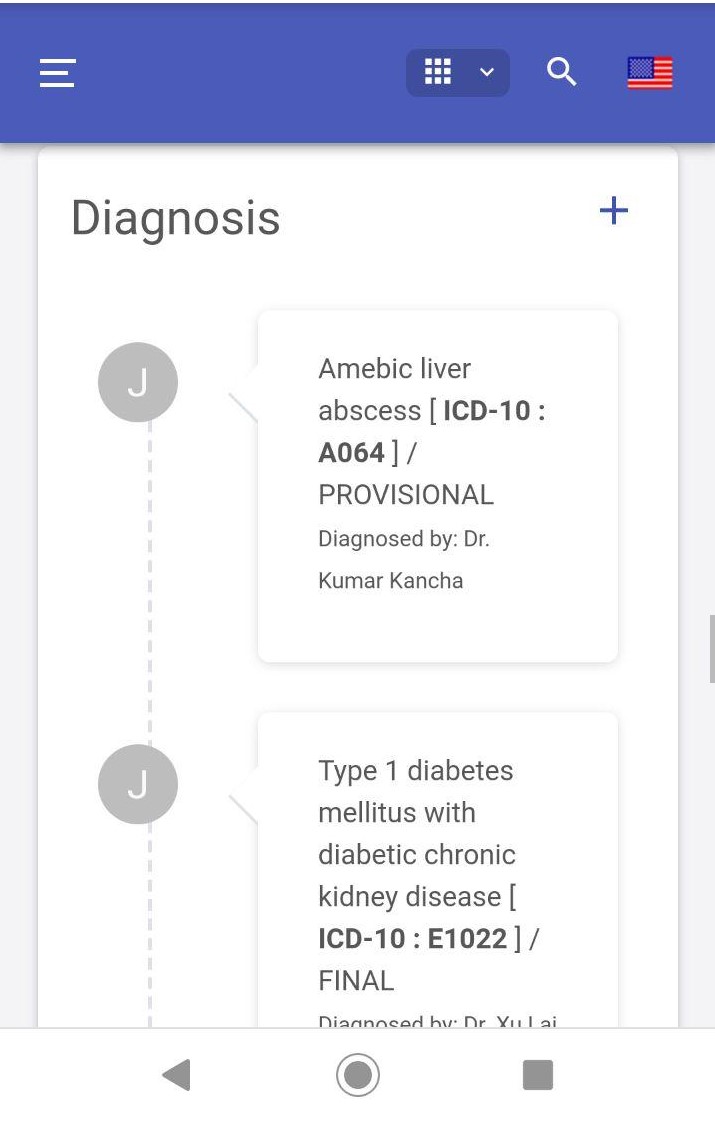 Diagnosis
J
Amebic liver
abscess [ ICD-10 :
A064 ] /
PROVISIONAL
Diagnosed by: Dr.
Kumar Kancha
J
Type 1 diabetes
mellitus with
diabetic chronic
kidney disease [
ICD-10 : E1022 ] /
FINAL
Diagnosed by: Dr. Xu Lai